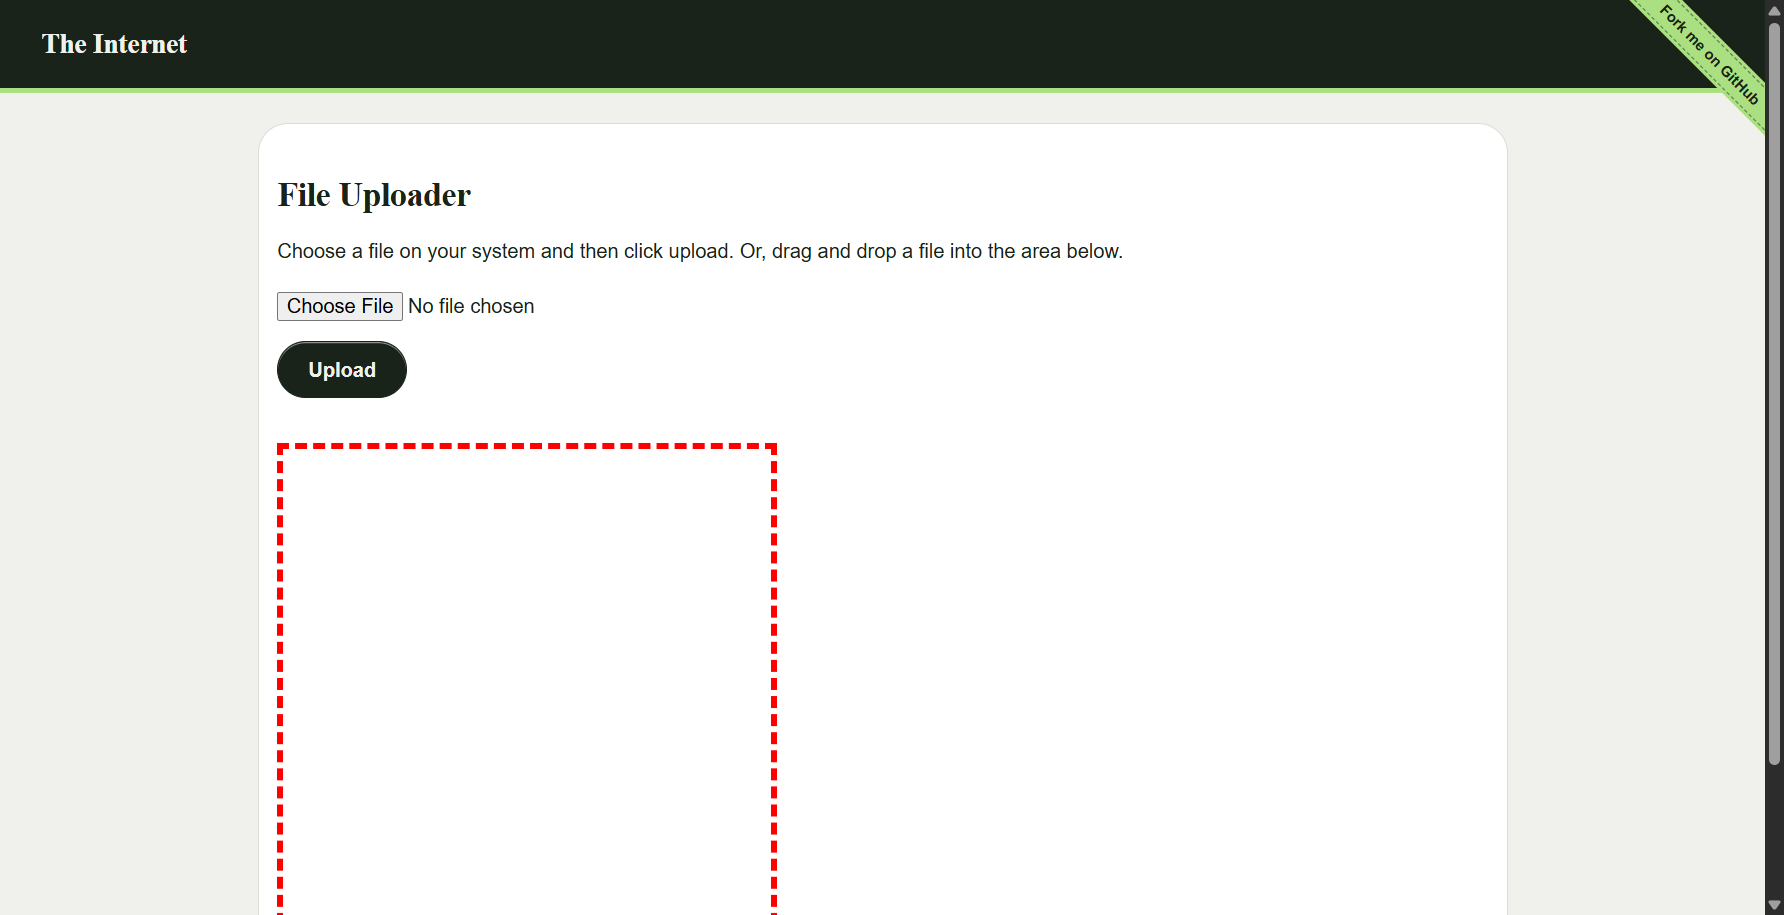 The Internet
Fork me on GitHub
File Uploader
Choose a file on your system and then click upload. Or, drag and drop a file into the area below.
Choose File No file chosen
Upload